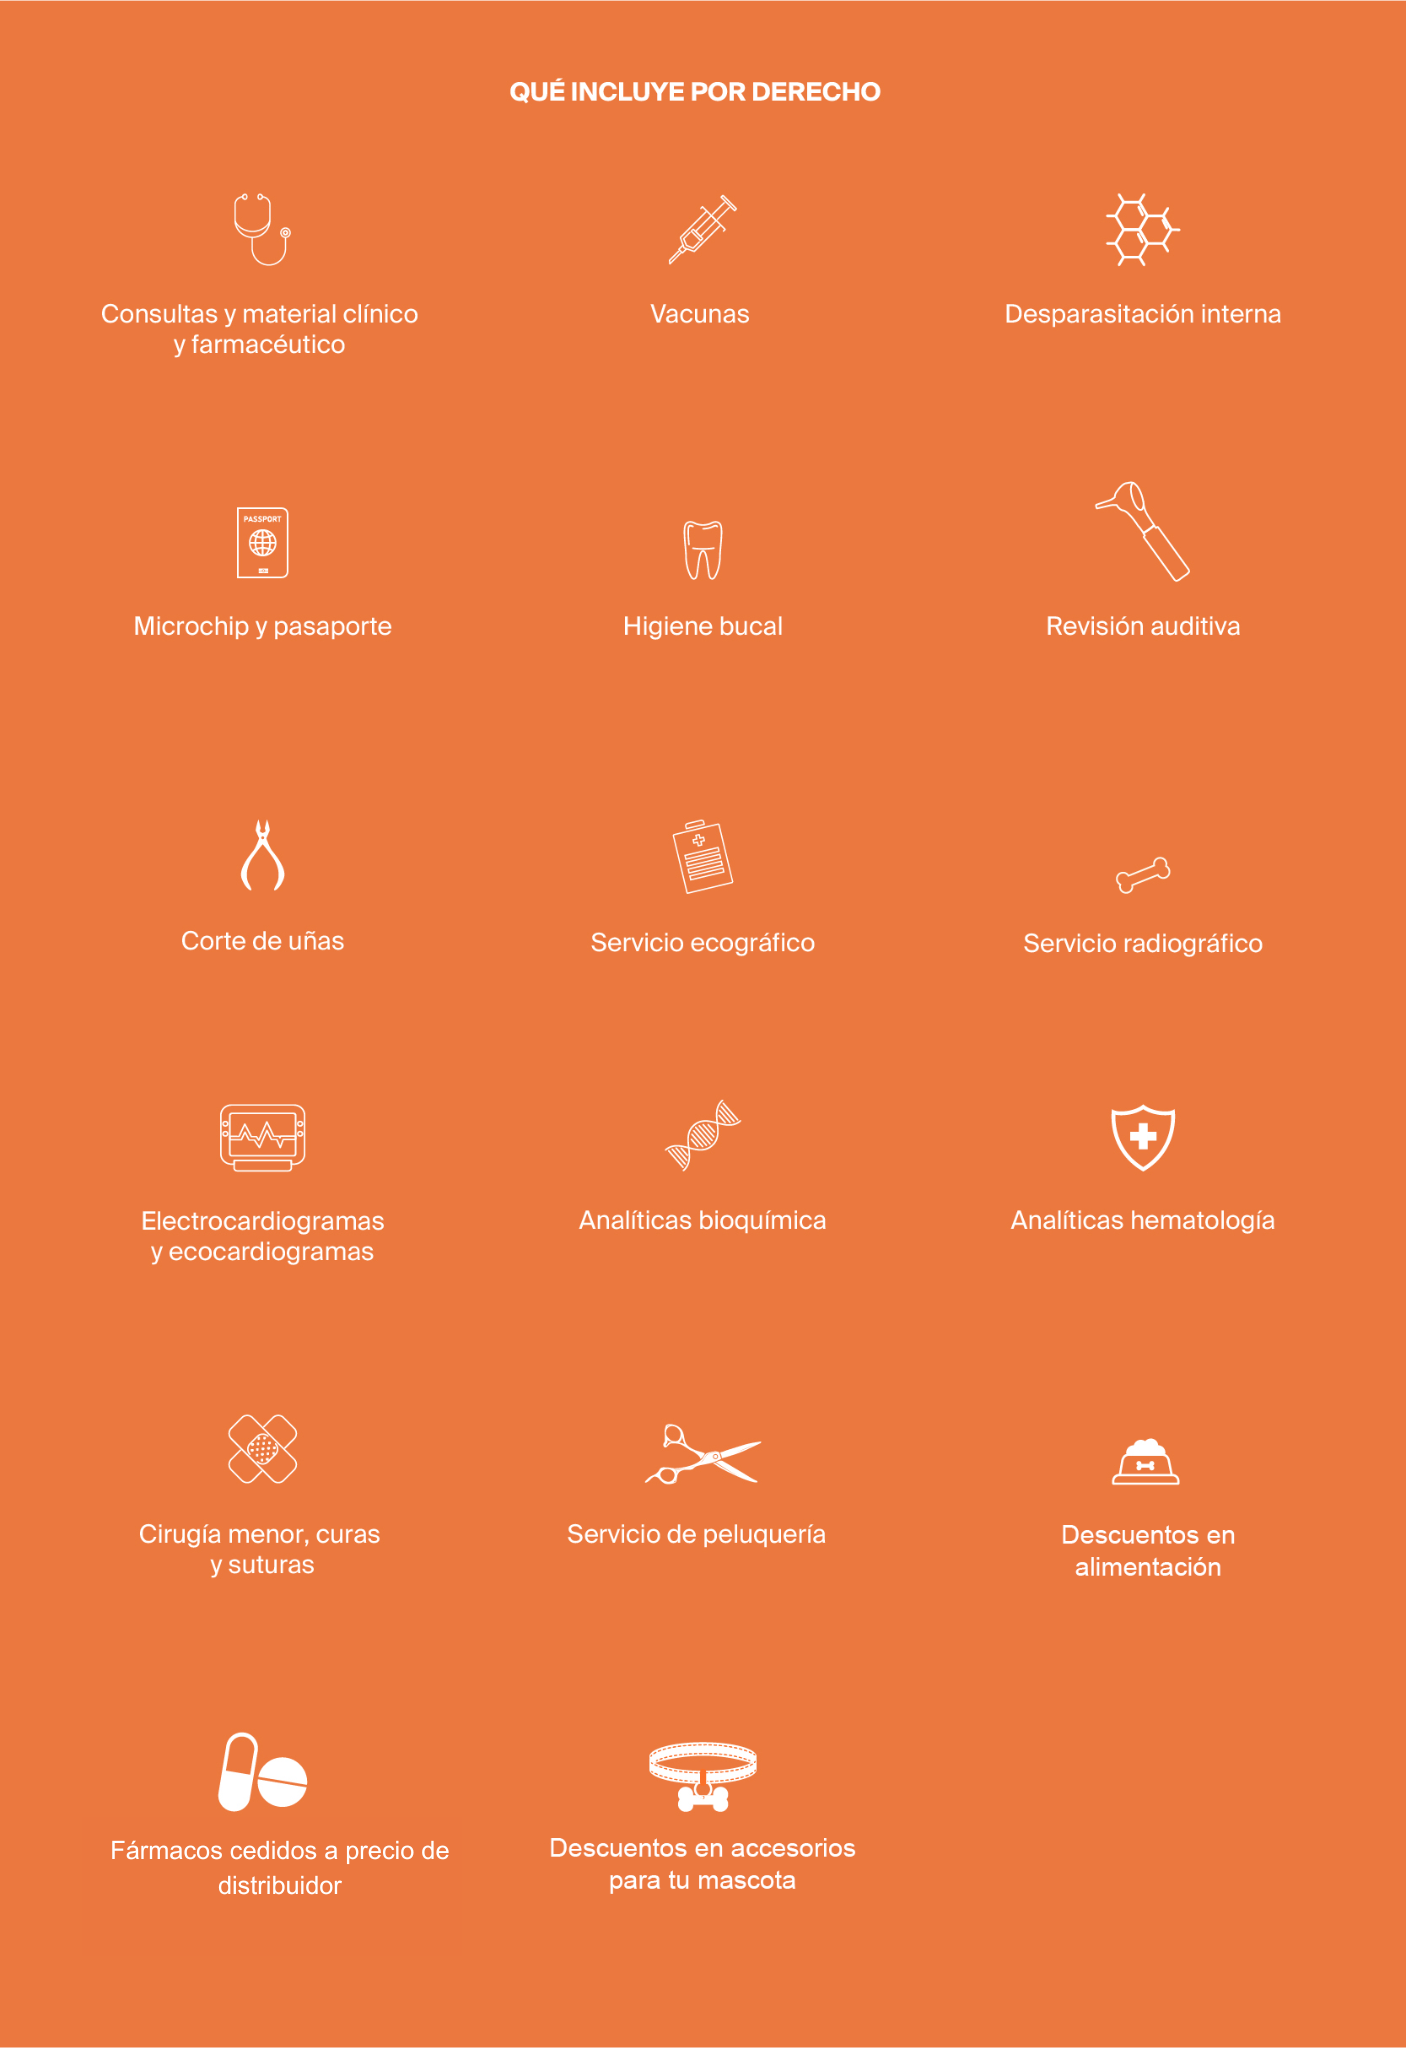 QUÉ INCLUYE POR DERECHO
Consultas y material clínico
y farmacéutico
Vacunas
Desparasitación interna
PASSPORT
Microchip y pasaporte
Higiene bucal
Revisión auditiva
Corte de uñas
Servicio ecográfico
Servicio radiográfico
Electrocardiogramas
y ecocardiogramas
Analíticas bioquímica
Analíticas hematología
Cirugía menor, curas
y suturas
Servicio de peluquería
Descuentos en
alimentación
Fármacos cedidos a precio de
distribuidor
Descuentos en accesorios
para tu mascota